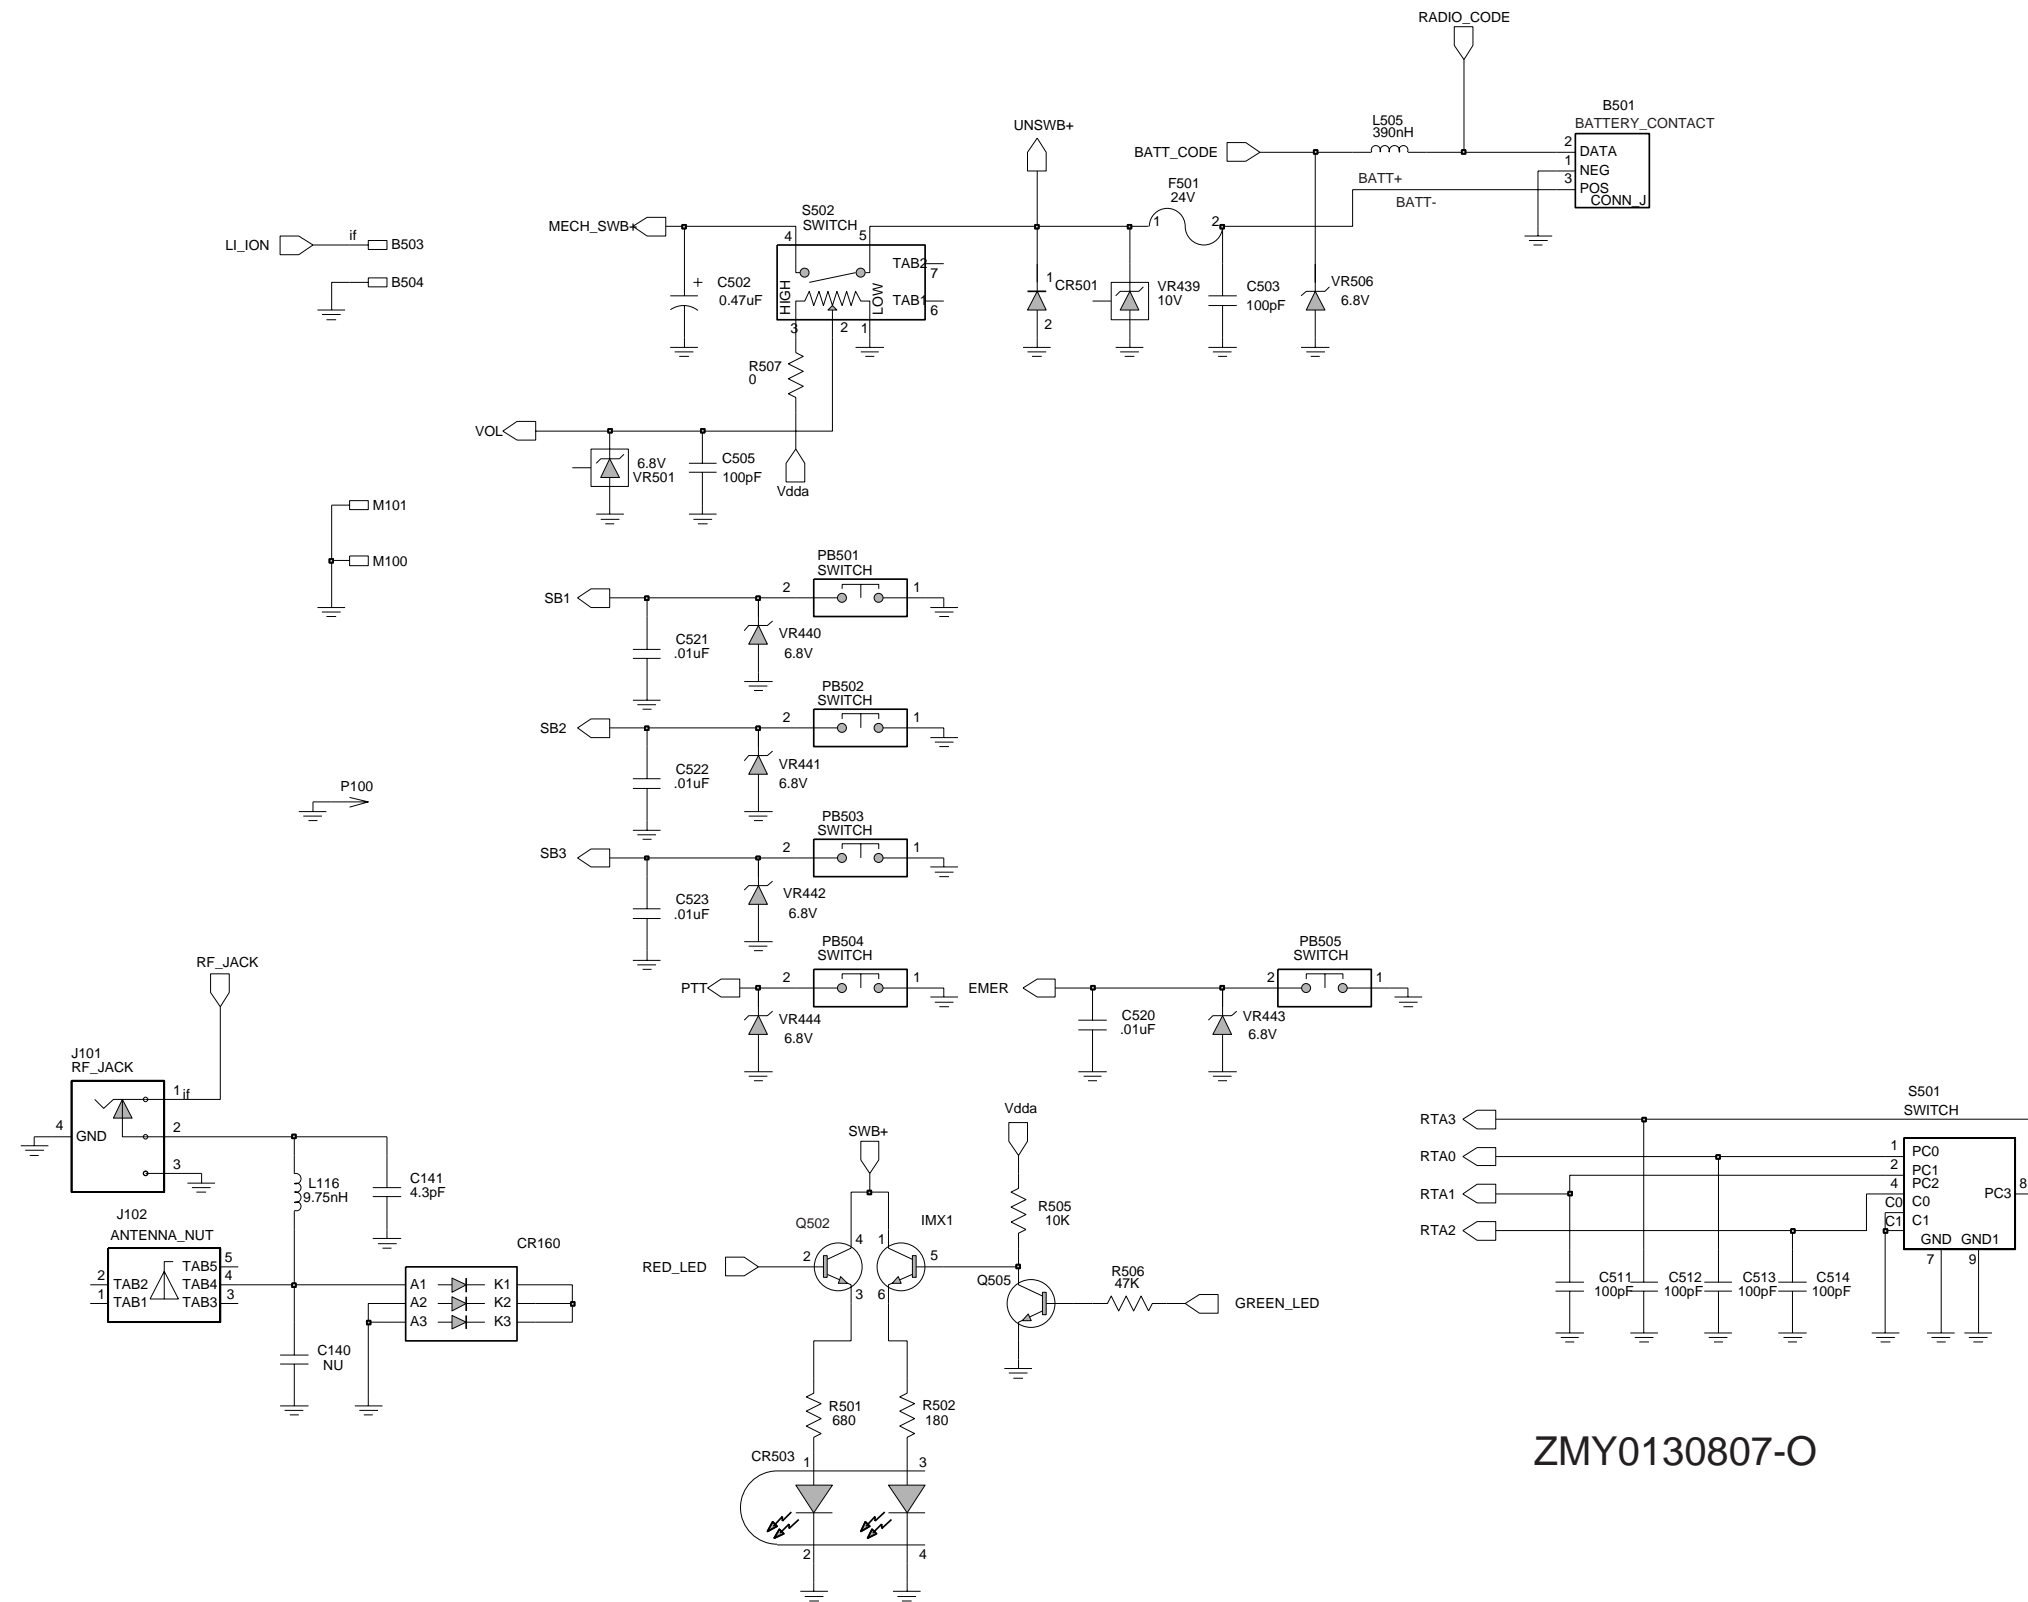 RADIO_CODE
B501
BATTERY_CONTACT
L505
390nH
UNSWB+
BATT_CODE
2
DATA
1
NEG
3
POS
CONN_J
BATT+
BATT-
F501
24V
1
2
S502
SWITCH
MECH_SWB+
4
5
LI_ION
if
B503
B504
TAB2
7
TAB1
6
HIGH
LOW
3
2
1
+
C502
0.47uF
1
CR501
2
VR439
10V
C503
100pF
VR506
6.8V
R507
0
VOL
6.8V
VR501
C505
100pF
Vdda
M101
M100
PB501
SWITCH
SB1
2
1
C521
.01uF
VR440
6.8V
PB502
SWITCH
SB2
2
1
C522
.01uF
VR441
6.8V
P100
PB503
SWITCH
SB3
2
1
C523
.01uF
VR442
6.8V
PB504
SWITCH
PTT
2
1
VR444
6.8V
PB505
SWITCH
EMER
2
1
C520
.01uF
VR443
6.8V
RF_JACK
J101
RF_JACK
1
if
4
GND
2
3
L116
9.75nH
C141
4.3pF
J102
ANTENNA_NUT
5
TAB5
2
TAB2
TAB4
4
1
TAB1
TAB3
3
CR160
A1
K1
A2
K2
A3
K3
C140
NU
Vdda
SWB+
R505
10K
Q502
IMX1
4
1
RED_LED
2
5
3
6
Q505
R506
47K
GREEN_LED
R501
680
R502
180
CR503
1
3
2
4
S501
SWITCH
RTA3
RTA0
1
PC0
2
PC1
PC2
RTA1
4
C0
C0
PC3
8
RTA2
C1
C1
GND
GND1
7
9
C511
100pF
C512
100pF
C513
100pF
C514
100pF
ZMY0130807-O